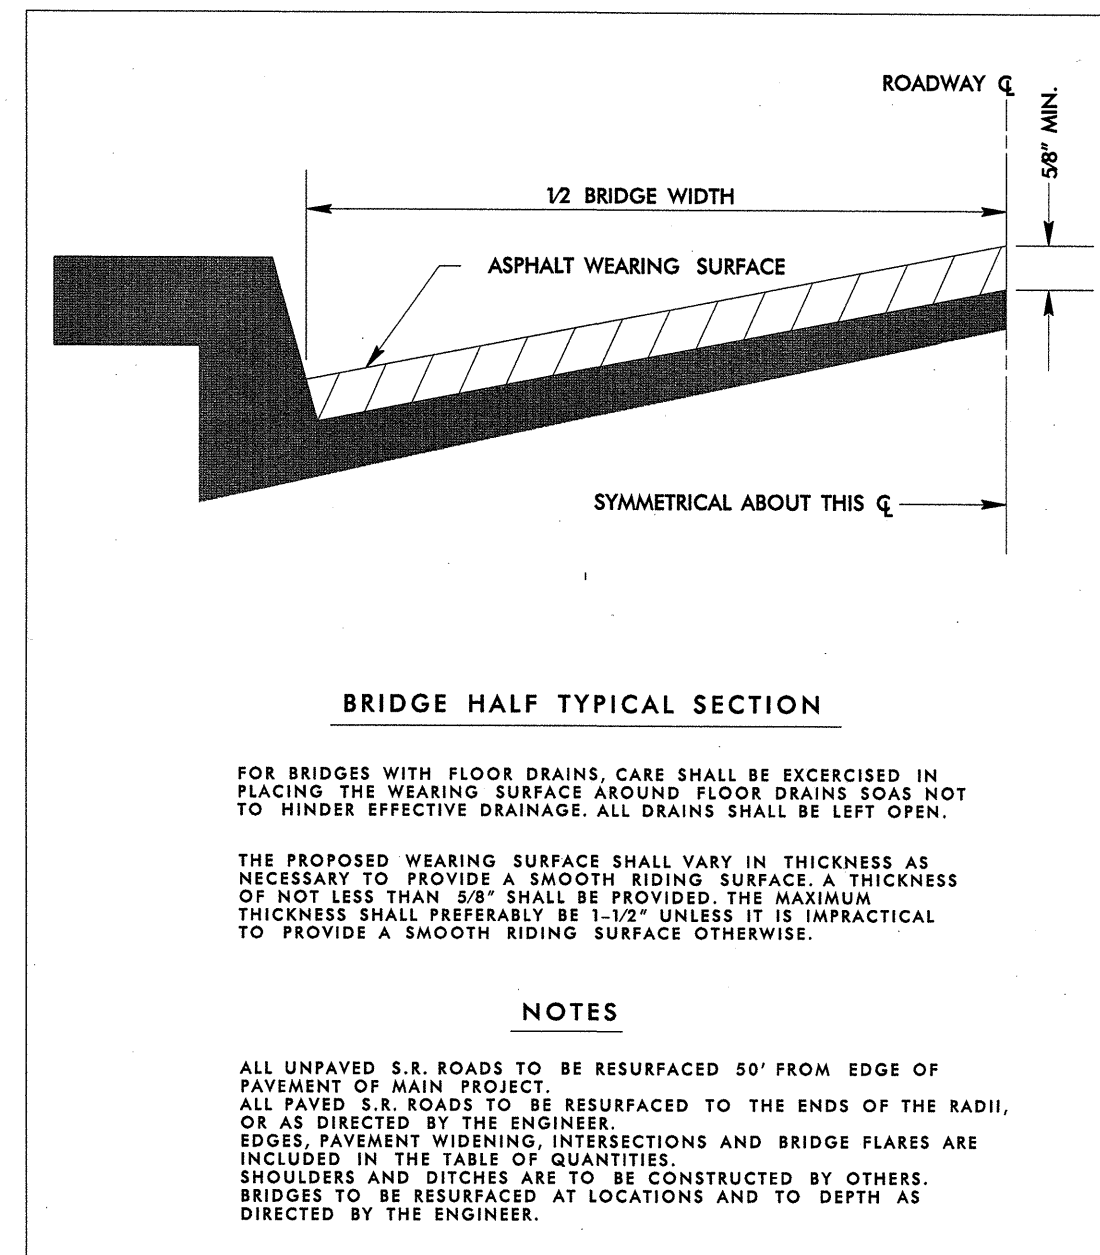 ROADWAY ℄
5/8" MIN.
1/2 BRIDGE WIDTH
ASPHALT WEARING SURFACE
SYMMETRICAL ABOUT THIS ℄
BRIDGE HALF TYPICAL SECTION
FOR BRIDGES WITH FLOOR DRAINS, CARE SHALL BE EXCERCISED IN
PLACING THE WEARING SURFACE AROUND FLOOR DRAINS SOAS NOT
TO HINDER EFFECTIVE DRAINAGE. ALL DRAINS SHALL BE LEFT OPEN.
THE PROPOSED WEARING SURFACE SHALL VARY IN THICKNESS AS
NECESSARY TO PROVIDE A SMOOTH RIDING SURFACE. A THICKNESS
OF NOT LESS THAN 5/8" SHALL BE PROVIDED. THE MAXIMUM
THICKNESS SHALL PREFERABLY BE 1-1/2" UNLESS IT IS IMPRACTICAL
TO PROVIDE A SMOOTH RIDING SURFACE OTHERWISE.
NOTES
ALL UNPAVED S.R. ROADS TO BE RESURFACED 50' FROM EDGE OF
PAVEMENT OF MAIN PROJECT.
ALL PAVED S.R. ROADS TO BE RESURFACED TO THE ENDS OF THE RADII,
OR AS DIRECTED BY THE ENGINEER.
EDGES, PAVEMENT WIDENING, INTERSECTIONS AND BRIDGE FLARES ARE
INCLUDED IN THE TABLE OF QUANTITIES.
SHOULDERS AND DITCHES ARE TO BE CONSTRUCTED BY OTHERS.
BRIDGES TO BE RESURFACED AT LOCATIONS AND TO DEPTH AS
DIRECTED BY THE ENGINEER.